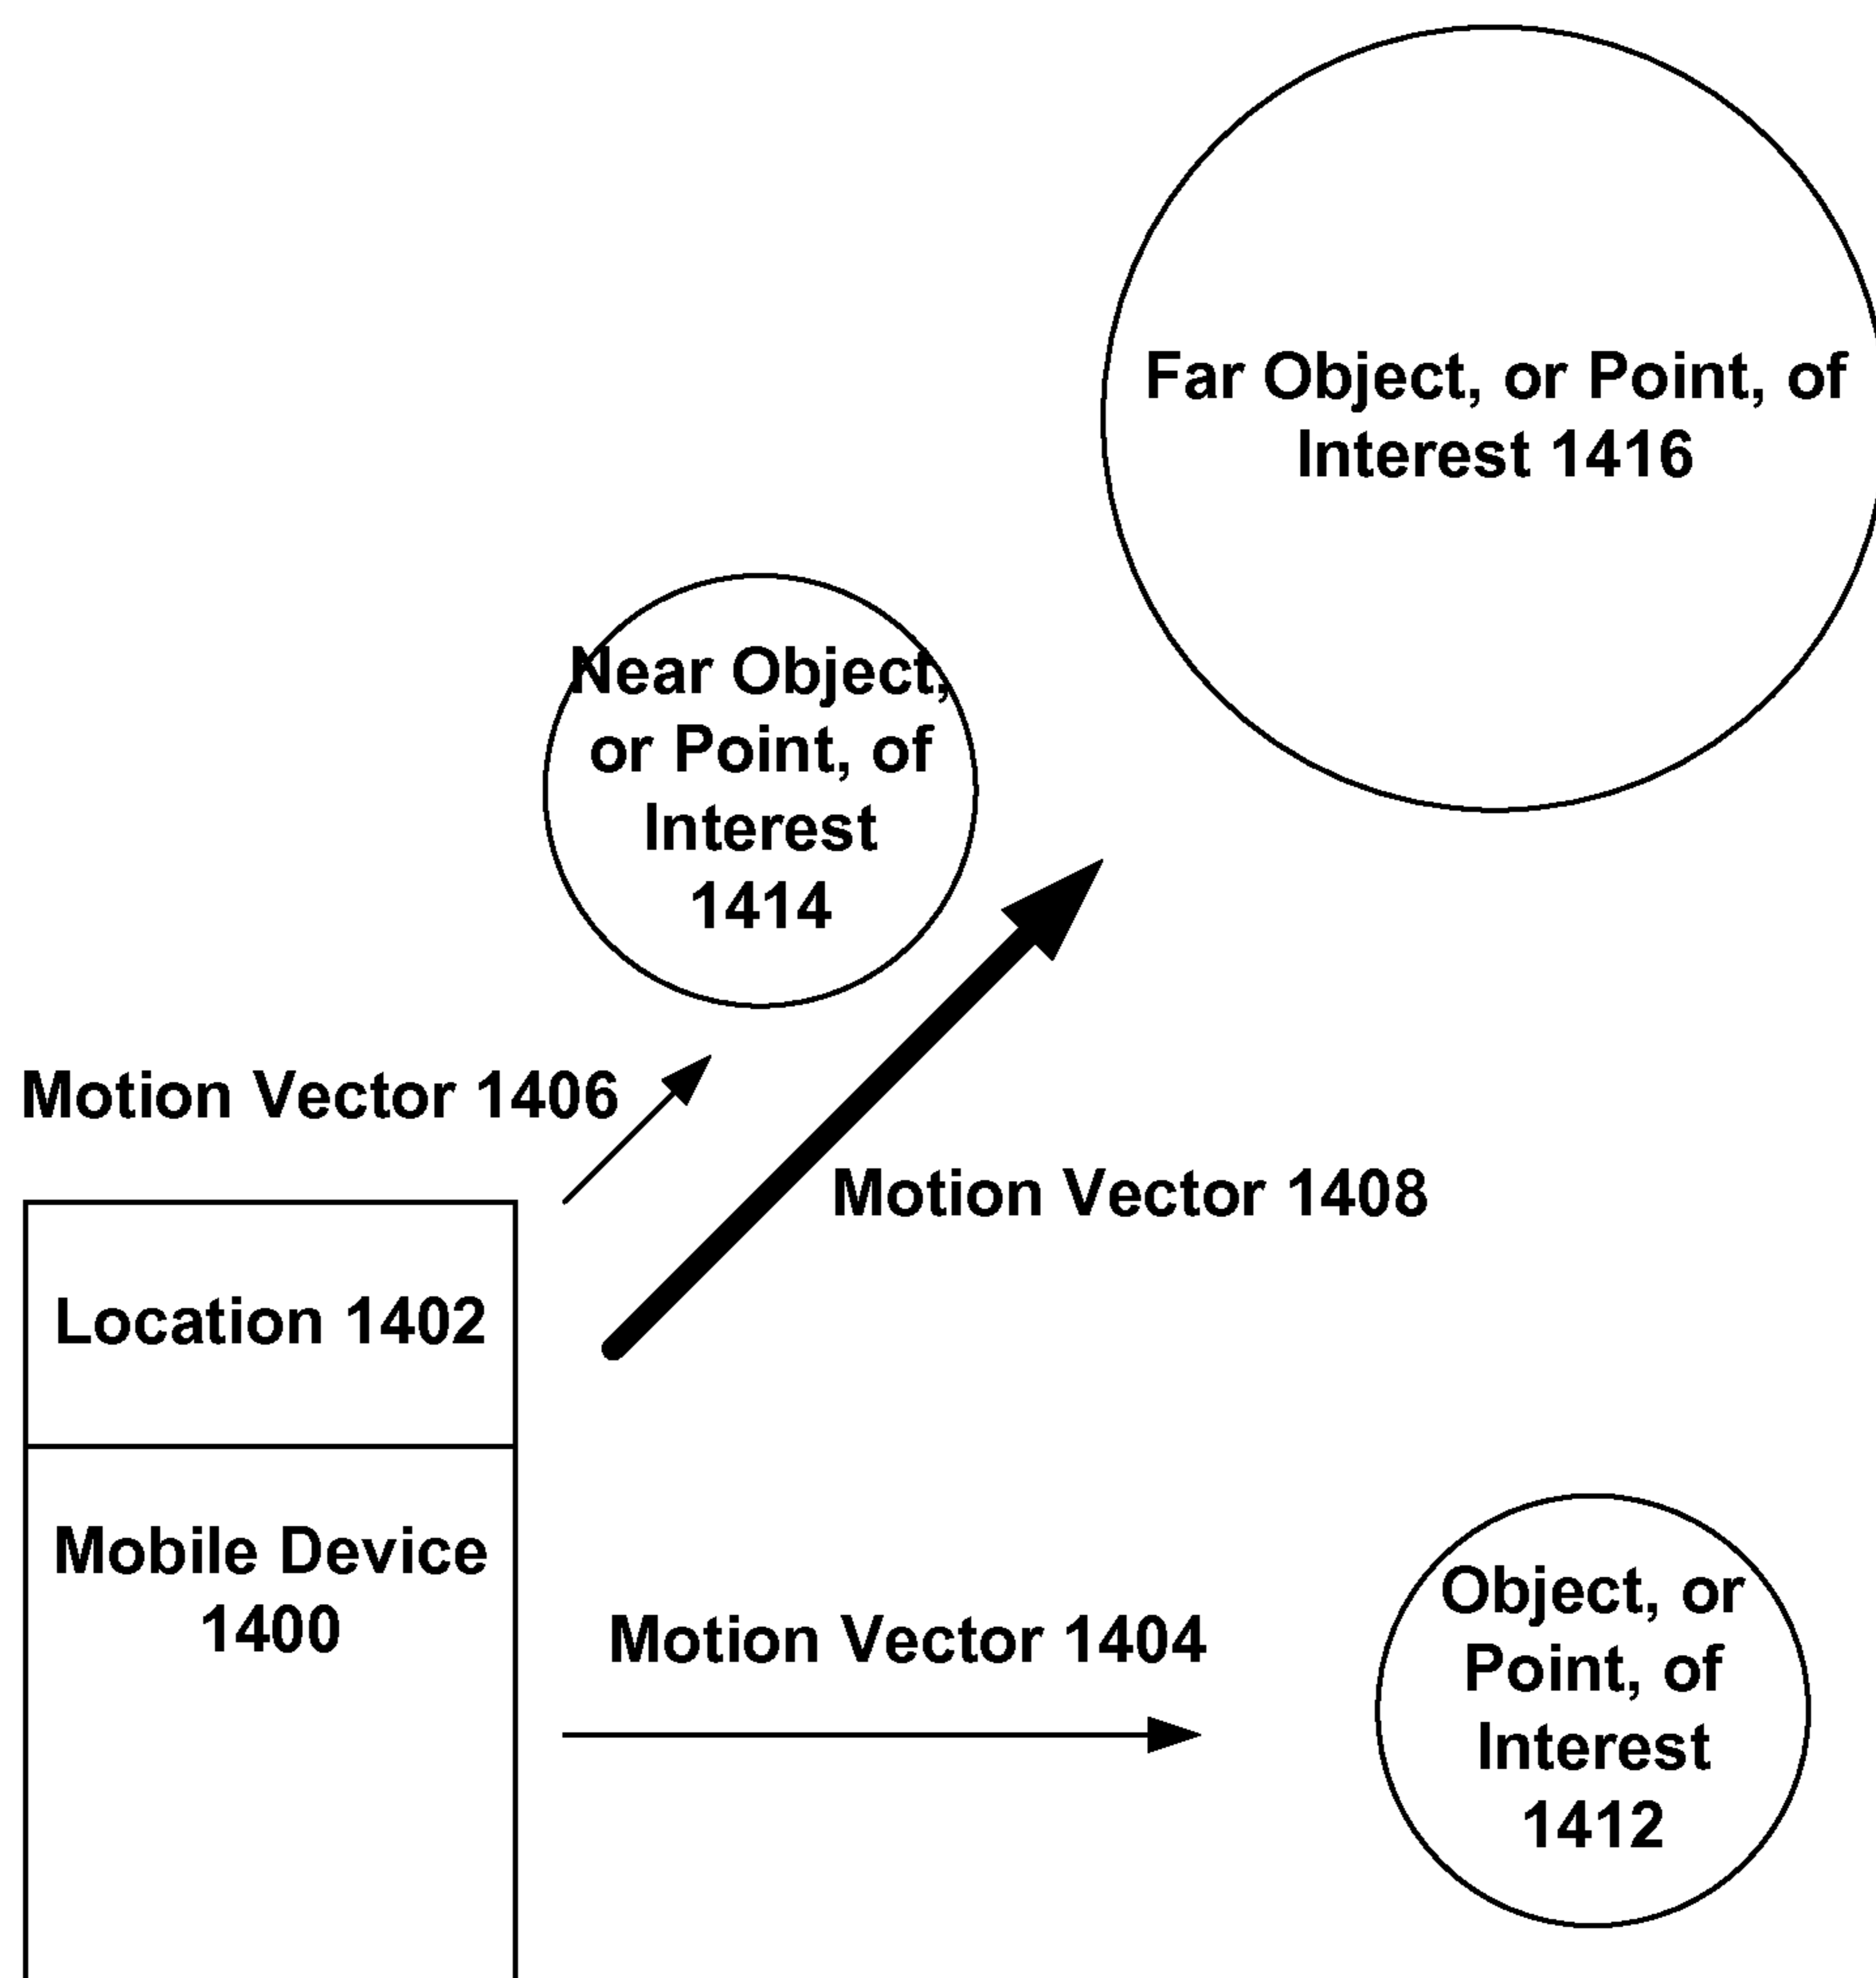 Far Object, or Point, of
Interest 1416
Near Object,
or Point, of
Interest
1414
Motion Vector 1406
Motion Vector 1408
Location 1402
Mobile Device
1400
Motion Vector 1404
Object, or
Point, of
Interest
1412